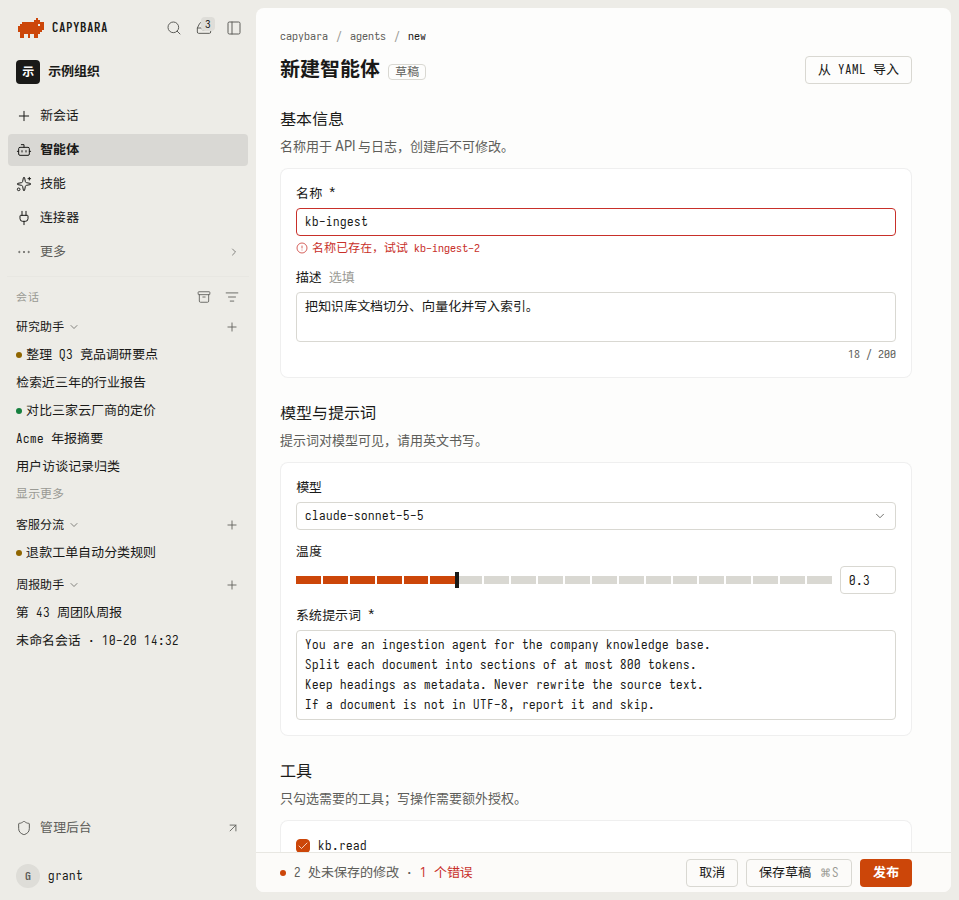 CAPYBARA
3
示 示例组织
新会话
智能体
技能
连接器
更多
会话
研究助手
整理 Q3 竞品调研要点
检索近三年的行业报告
对比三家云厂商的定价
Acme 年报摘要
用户访谈记录归类
显示更多
客服分流
退款工单自动分类规则
周报助手
第 43 周团队周报
未命名会话 · 10-20 14:32
管理后台
G grant
capybara / agents / new
新建智能体 草稿
从 YAML 导入
基本信息
名称用于 API 与日志，创建后不可修改。
名称 *
kb-ingest
名称已存在，试试 kb-ingest-2
描述 选填
把知识库文档切分、向量化并写入索引。
18 / 200
模型与提示词
提示词对模型可见，请用英文书写。
模型
claude-sonnet-5-5
温度
0.3
系统提示词 *
You are an ingestion agent for the company knowledge base.
Split each document into sections of at most 800 tokens.
Keep headings as metadata. Never rewrite the source text.
If a document is not in UTF-8, report it and skip.
工具
只勾选需要的工具；写操作需要额外授权。
kb.read
2 处未保存的修改 · 1 个错误
取消
保存草稿 ⌘S
发布